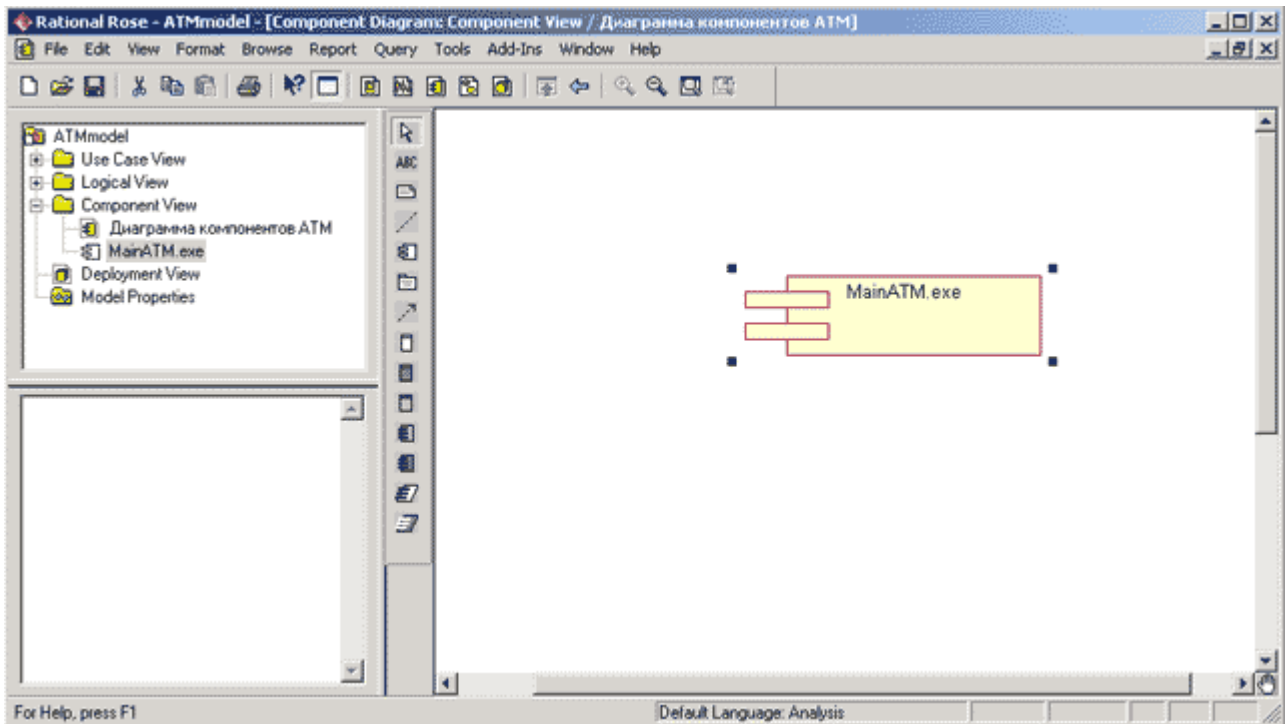 Rational Rose - ATMmodel - [Component Diagram: Component View / Диаграмма компонентов ATM]
File Edit View Format Browse Report Query Tools Add-Ins Window Help
ATMmodel
Use Case View
Logical View
Component View
Диаграмма компонентов ATM
MainATM.exe
Deployment View
Model Properties
ABC
MainATM.exe
For Help, press F1
Default Language: Analysis